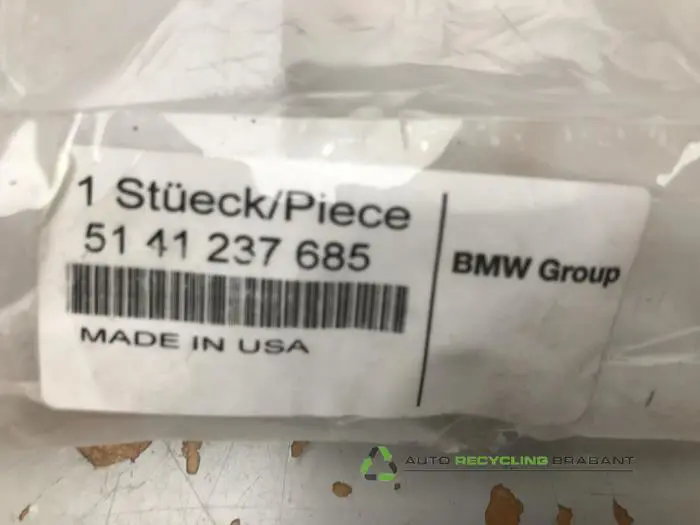 1 Stüeck/Piece
51 41 237 685
BMW Group
MADE IN USA
AUTO RECYCLING BRABANT